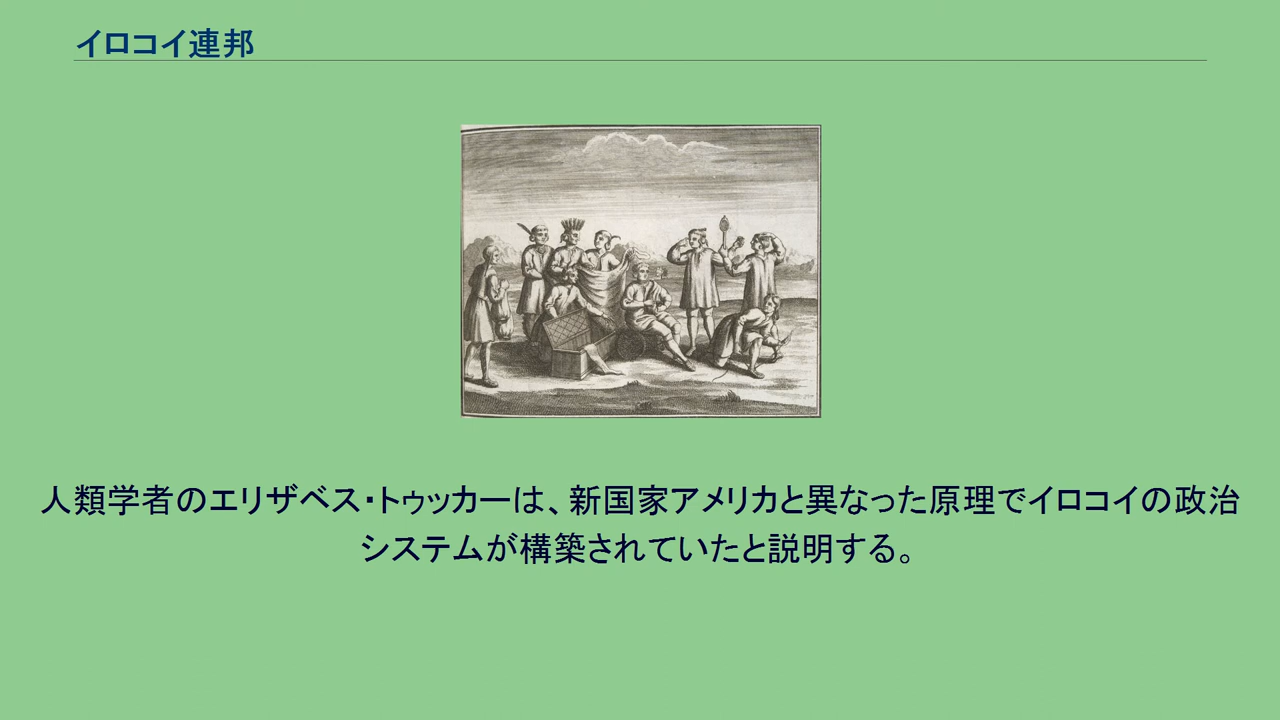 イロコイ連邦
人類学者のエリザベス・トゥッカーは、新国家アメリカと異なった原理でイロコイの政治
システムが構築されていたと説明する。